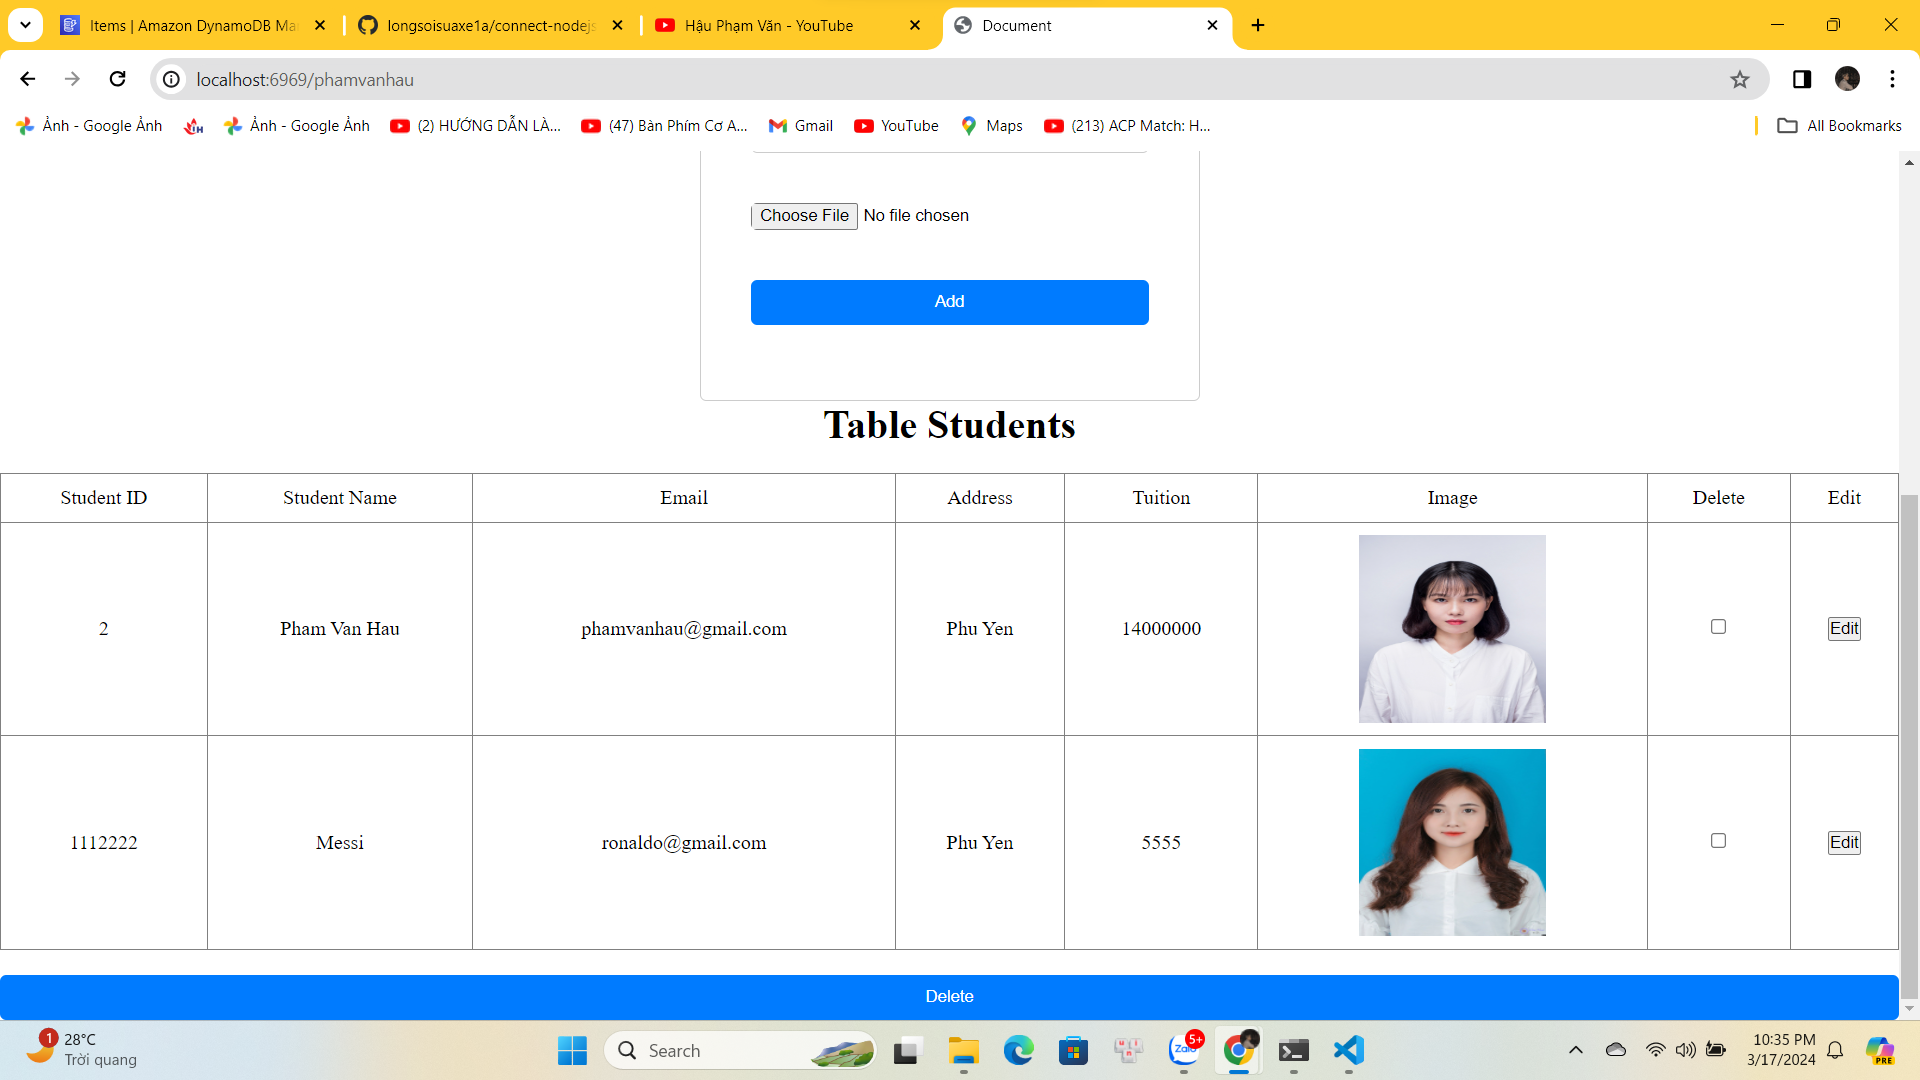 Items | Amazon DynamoDB Ma
longsoisuaxe1a/connect-nodejs
Hậu Phạm Văn - YouTube
Document
localhost:6969/phamvanhau
Ảnh - Google Ảnh
Ảnh - Google Ảnh
(2) HƯỚNG DẪN LÀ...
(47) Bàn Phím Cơ A...
Gmail
YouTube
Maps
(213) ACP Match: H...
All Bookmarks
Choose File No file chosen
Add
Table Students
Student ID Student Name Email Address Tuition Image Delete Edit
2 Pham Van Hau phamvanhau@gmail.com Phu Yen 14000000 Edit
1112222 Messi ronaldo@gmail.com Phu Yen 5555 Edit
Delete
1
28°C
Trời quang
Search
Zalo
5+
10:35 PM
3/17/2024
PRE